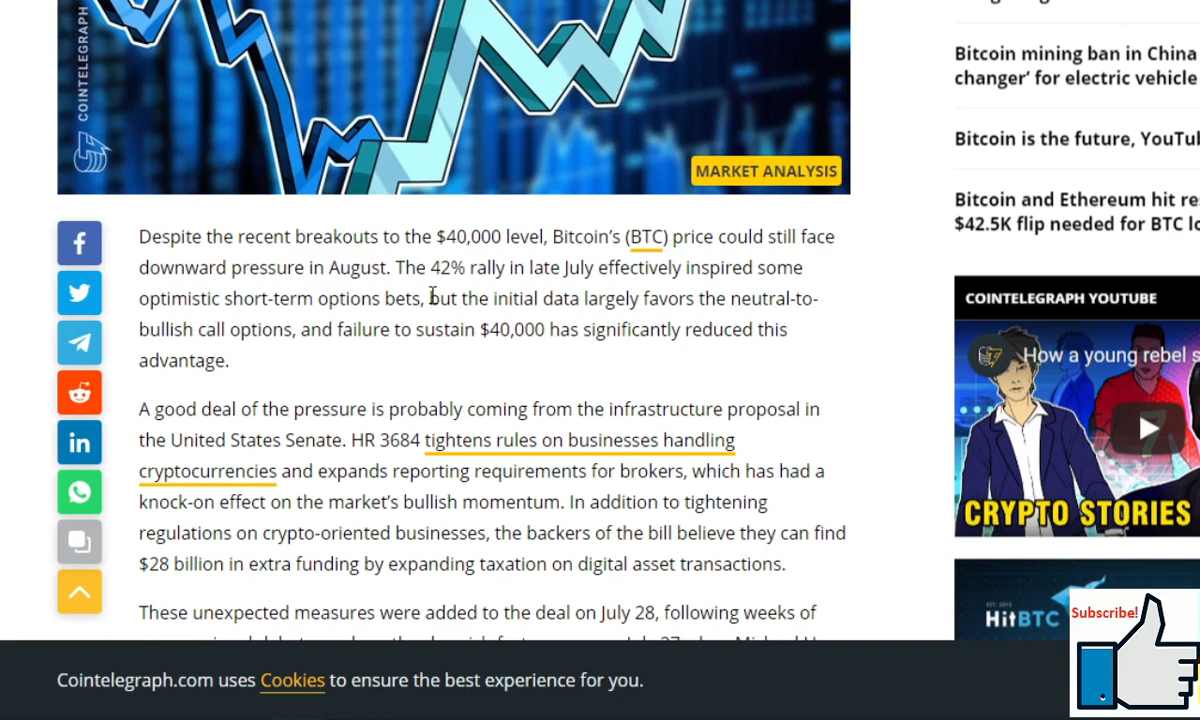 COINTELEGRAPH
MARKET ANALYSIS
Despite the recent breakouts to the $40,000 level, Bitcoin's (BTC) price could still face
downward pressure in August. The 42% rally in late July effectively inspired some
optimistic short-term options bets, but the initial data largely favors the neutral-to-
bullish call options, and failure to sustain $40,000 has significantly reduced this
advantage.
A good deal of the pressure is probably coming from the infrastructure proposal in
the United States Senate. HR 3684 tightens rules on businesses handling
cryptocurrencies and expands reporting requirements for brokers, which has had a
knock-on effect on the market's bullish momentum. In addition to tightening
regulations on crypto-oriented businesses, the backers of the bill believe they can find
$28 billion in extra funding by expanding taxation on digital asset transactions.
These unexpected measures were added to the deal on July 28, following weeks of
Bitcoin mining ban in China
changer' for electric vehicle
Bitcoin is the future, YouTu
Bitcoin and Ethereum hit re
$42.5K flip needed for BTC lo
COINTELEGRAPH YOUTUBE
How a young rebel s
CRYPTO STORIES
HitBTC
Subscribe!
Cointelegraph.com uses Cookies to ensure the best experience for you.